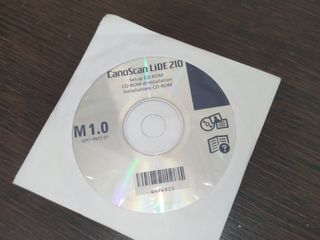 CanoScan LiDE 210
Setup CD-ROM
CD-ROM d'installation
Installations-CD-ROM
M 1.0